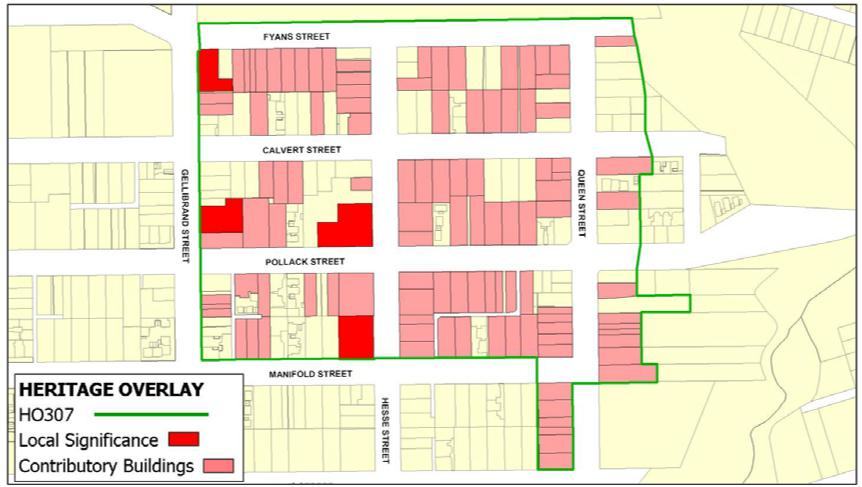 FYANS STREET
CALVERT STREET
GELLIBRAND STREET
QUEEN STREET
POLLACK STREET
MANIFOLD STREET
HESSE STREET
HERITAGE OVERLAY
HO307
Local Significance
Contributory Buildings